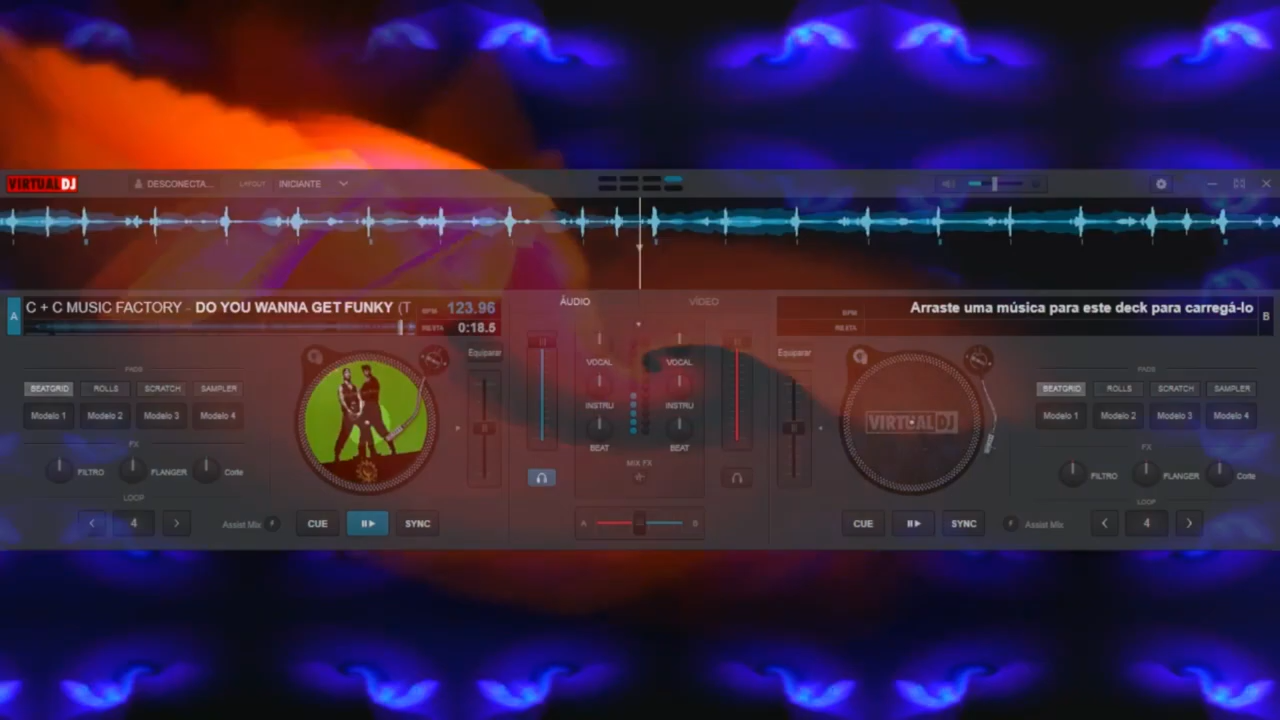 VIRTUAL DJ
DESCONECTA... LAYOUT INICIANTE
C + C MUSIC FACTORY - DO YOU WANNA GET FUNKY (T
A
BPM 123.96
RESTA 0:18.5
ÁUDIO VÍDEO
BPM
RESTA
Arraste uma música para este deck para carregá-lo
B
Equiparar
PADS
BEATGRID ROLLS SCRATCH SAMPLER
Modelo 1 Modelo 2 Modelo 3 Modelo 4
FX
FILTRO FLANGER Corte
LOOP
4
Assist Mix
CUE SYNC
VOCAL VOCAL
INSTRU INSTRU
BEAT BEAT
MIX FX
A B
Equiparar
VIRTUAL DJ
CUE SYNC
Assist Mix
PADS
BEATGRID ROLLS SCRATCH SAMPLER
Modelo 1 Modelo 2 Modelo 3 Modelo 4
FX
FILTRO FLANGER Corte
LOOP
4